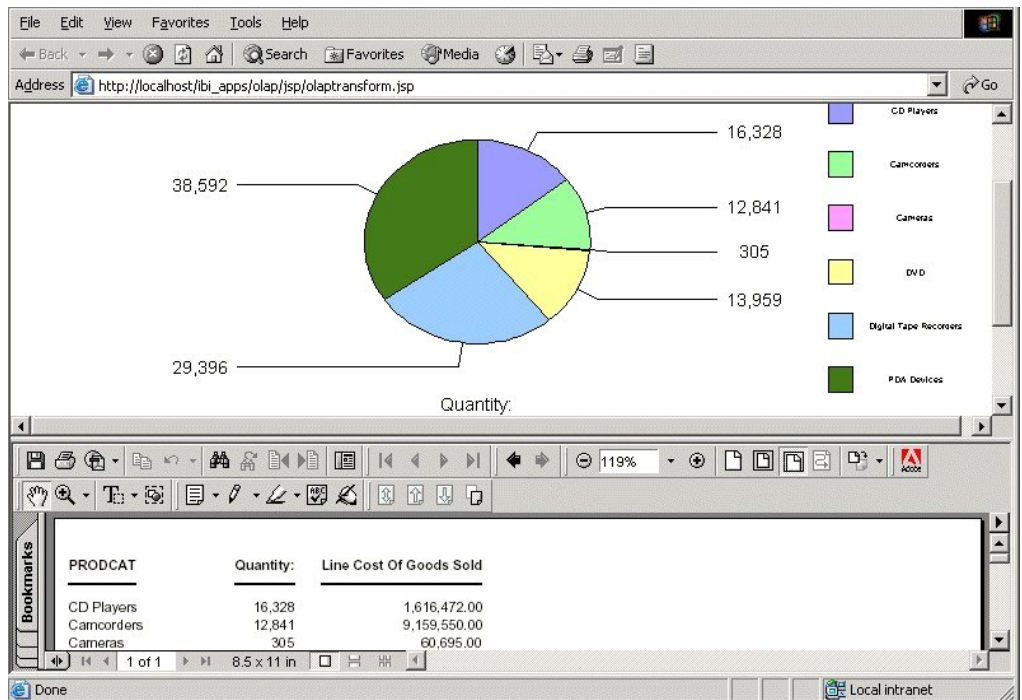 File Edit View Favorites Tools Help
Back Search Favorites Media
Address http://localhost/ibi_apps/olap/jsp/olaptransform.jsp Go
16,328
12,841
305
13,959
29,396
38,592
Quantity:
CD Players
Camcorders
Cameras
DVD
Digital Tape Recorders
PDA Devices
119%
Adobe
ABC
Bookmarks
PRODCAT Quantity: Line Cost Of Goods Sold
CD Players 16,328 1,616,472.00
Camcorders 12,841 9,159,550.00
Cameras 305 60,695.00
1 of 1 8.5 x 11 in
Done Local intranet